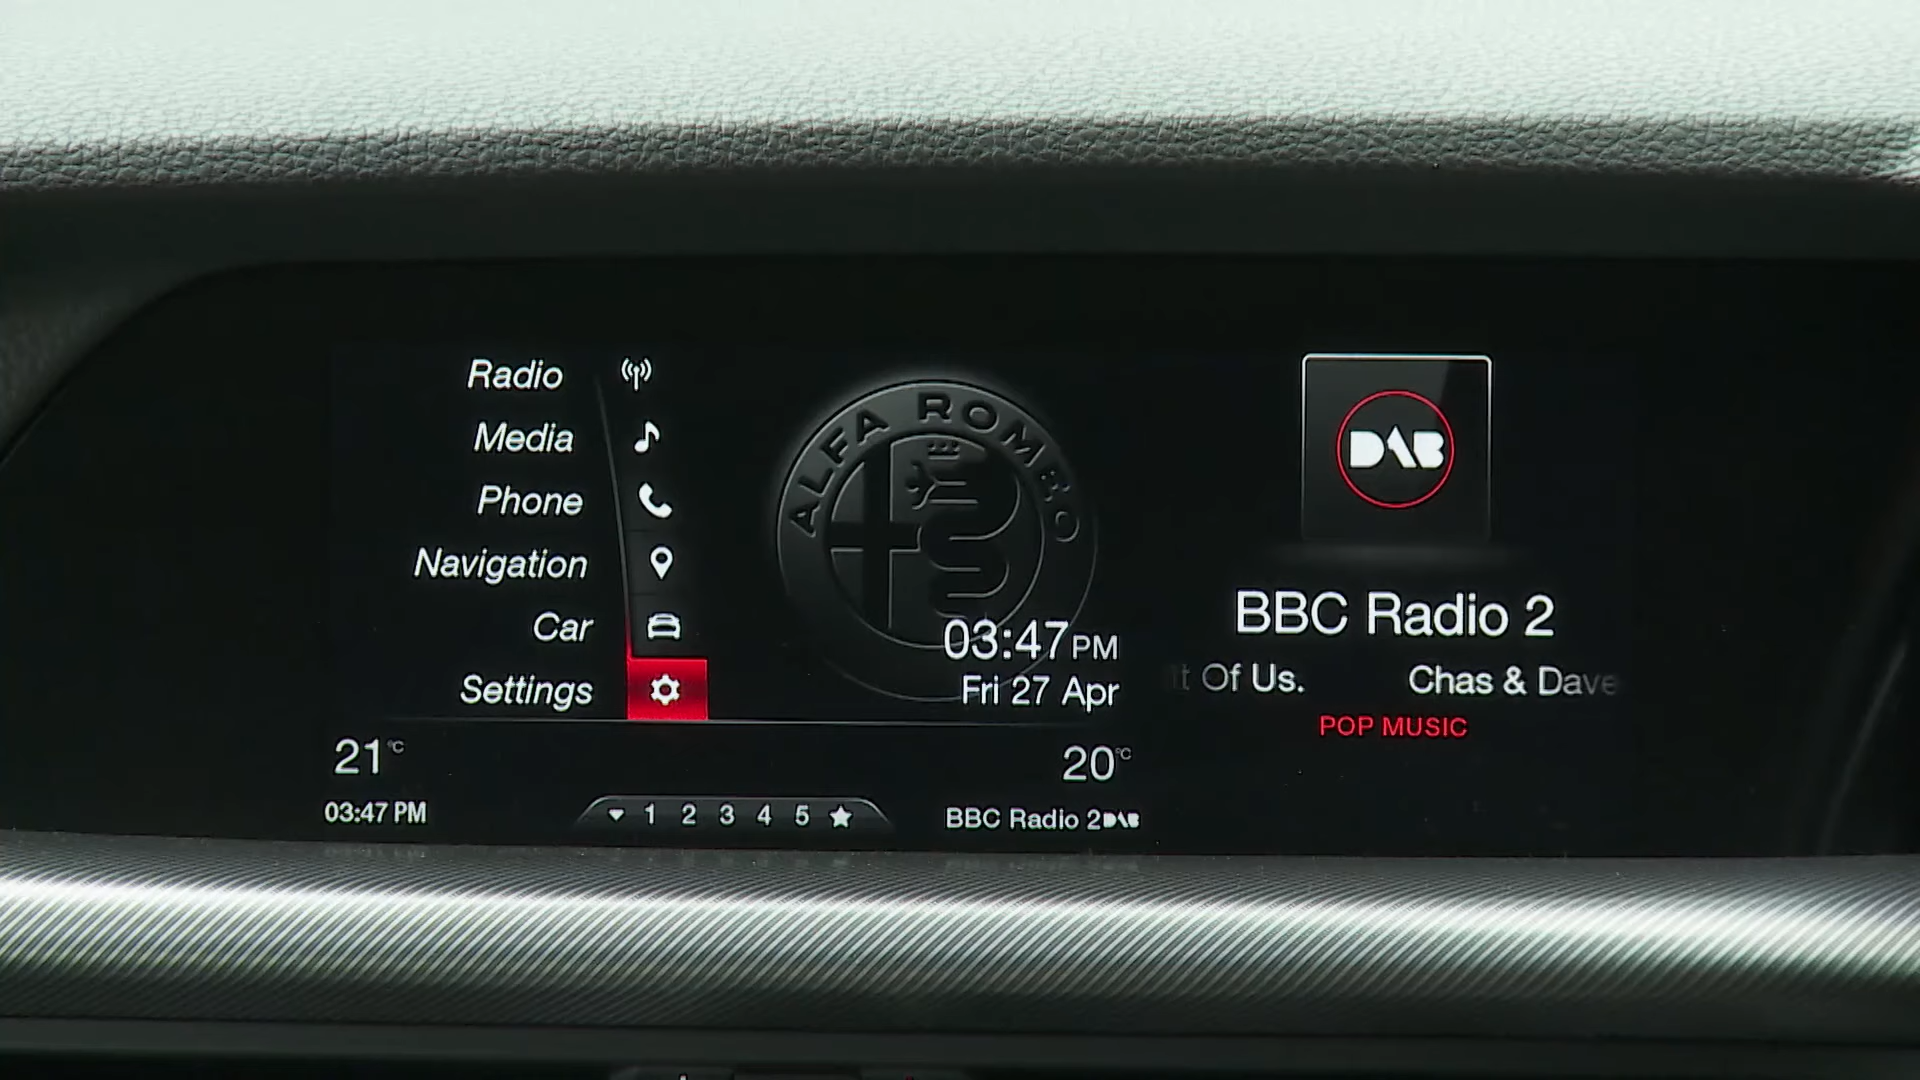 Radio
Media
Phone
Navigation
Car
Settings
ALFA ROMEO
03:47 PM
Fri 27 Apr
21°C
20°C
03:47 PM
1 2 3 4 5
BBC Radio 2 DAB
DAB
BBC Radio 2
t Of Us. Chas & Dave
POP MUSIC